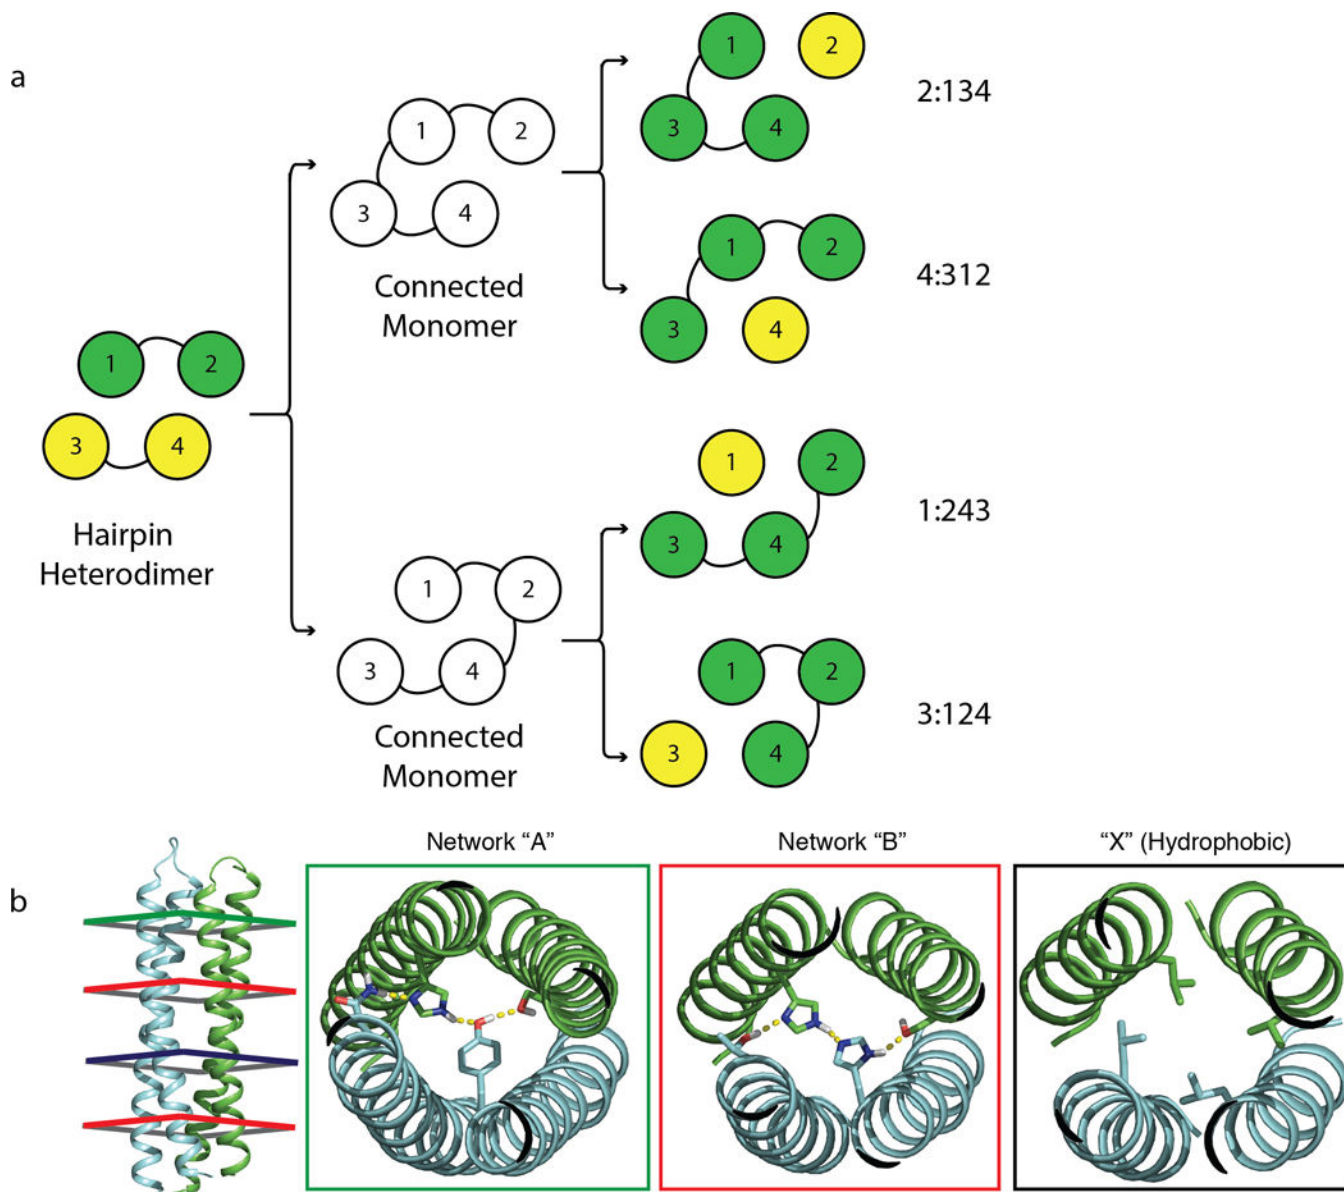 a
1 2
2:134
3 4
1 2
3 4
Connected
Monomer
1 2
4:312
3 4
1 2
3 4
Hairpin
Heterodimer
1 2
1:243
3 4
1 2
3 4
Connected
Monomer
1 2
3:124
3 4
b
Network “A”
Network “B”
“X” (Hydrophobic)